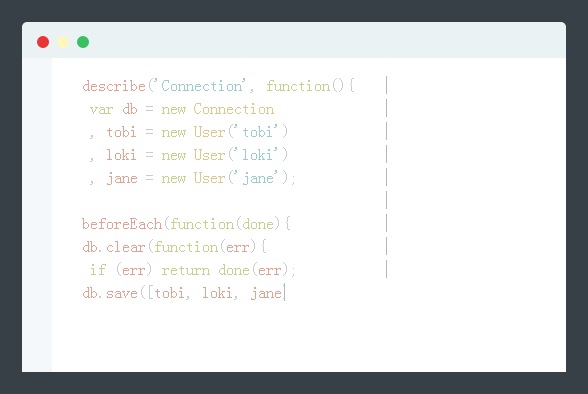 describe('Connection', function(){
var db = new Connection
, tobi = new User('tobi')
, loki = new User('loki')
, jane = new User('jane');
beforeEach(function(done){
db.clear(function(err){
if (err) return done(err);
db.save([tobi, loki, jane